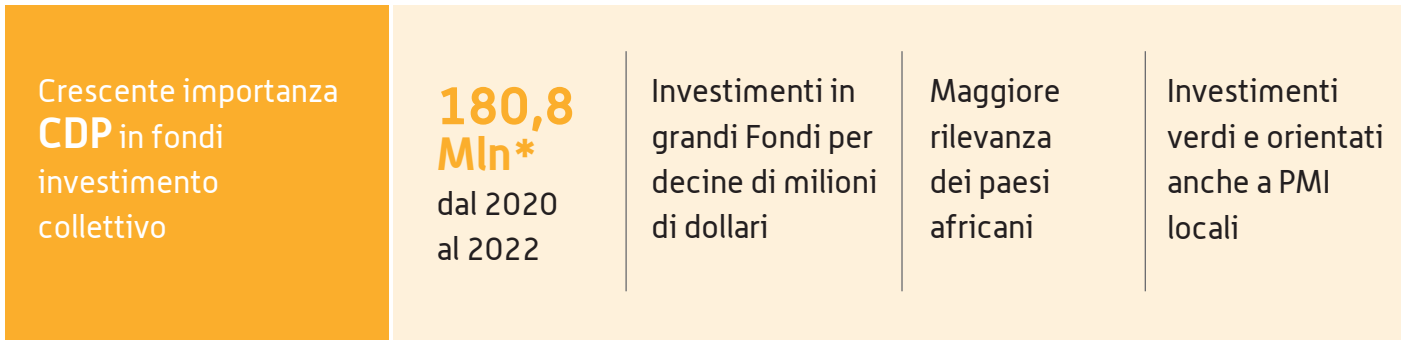 Crescente importanza
CDP in fondi
investimento
collettivo
180,8
Mln*
dal 2020
al 2022
Investimenti in
grandi Fondi per
decine di milioni
di dollari
Maggiore
rilevanza
dei paesi
africani
Investimenti
verdi e orientati
anche a PMI
locali